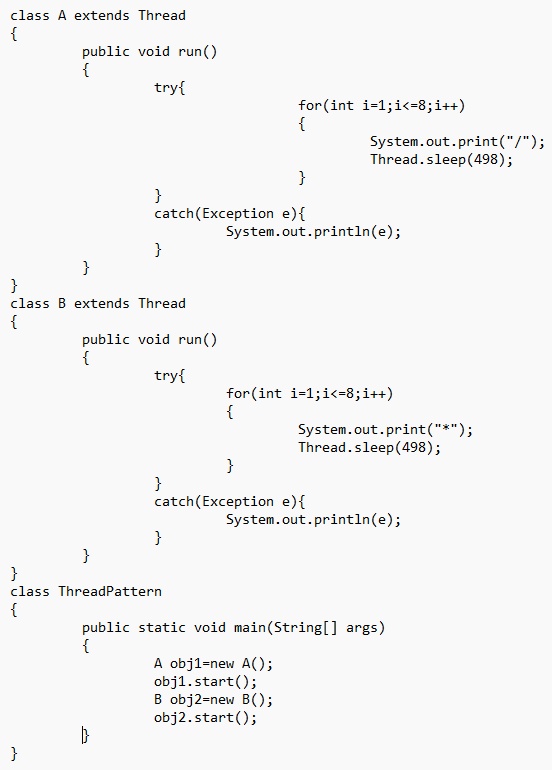 class A extends Thread
{
public void run()
{
try{
for(int i=1;i<=8;i++)
{
System.out.print("/");
Thread.sleep(498);
}
}
catch(Exception e){
System.out.println(e);
}
}
}
class B extends Thread
{
public void run()
{
try{
for(int i=1;i<=8;i++)
{
System.out.print("*");
Thread.sleep(498);
}
}
catch(Exception e){
System.out.println(e);
}
}
}
class ThreadPattern
{
public static void main(String[] args)
{
A obj1=new A();
obj1.start();
B obj2=new B();
obj2.start();
}
}